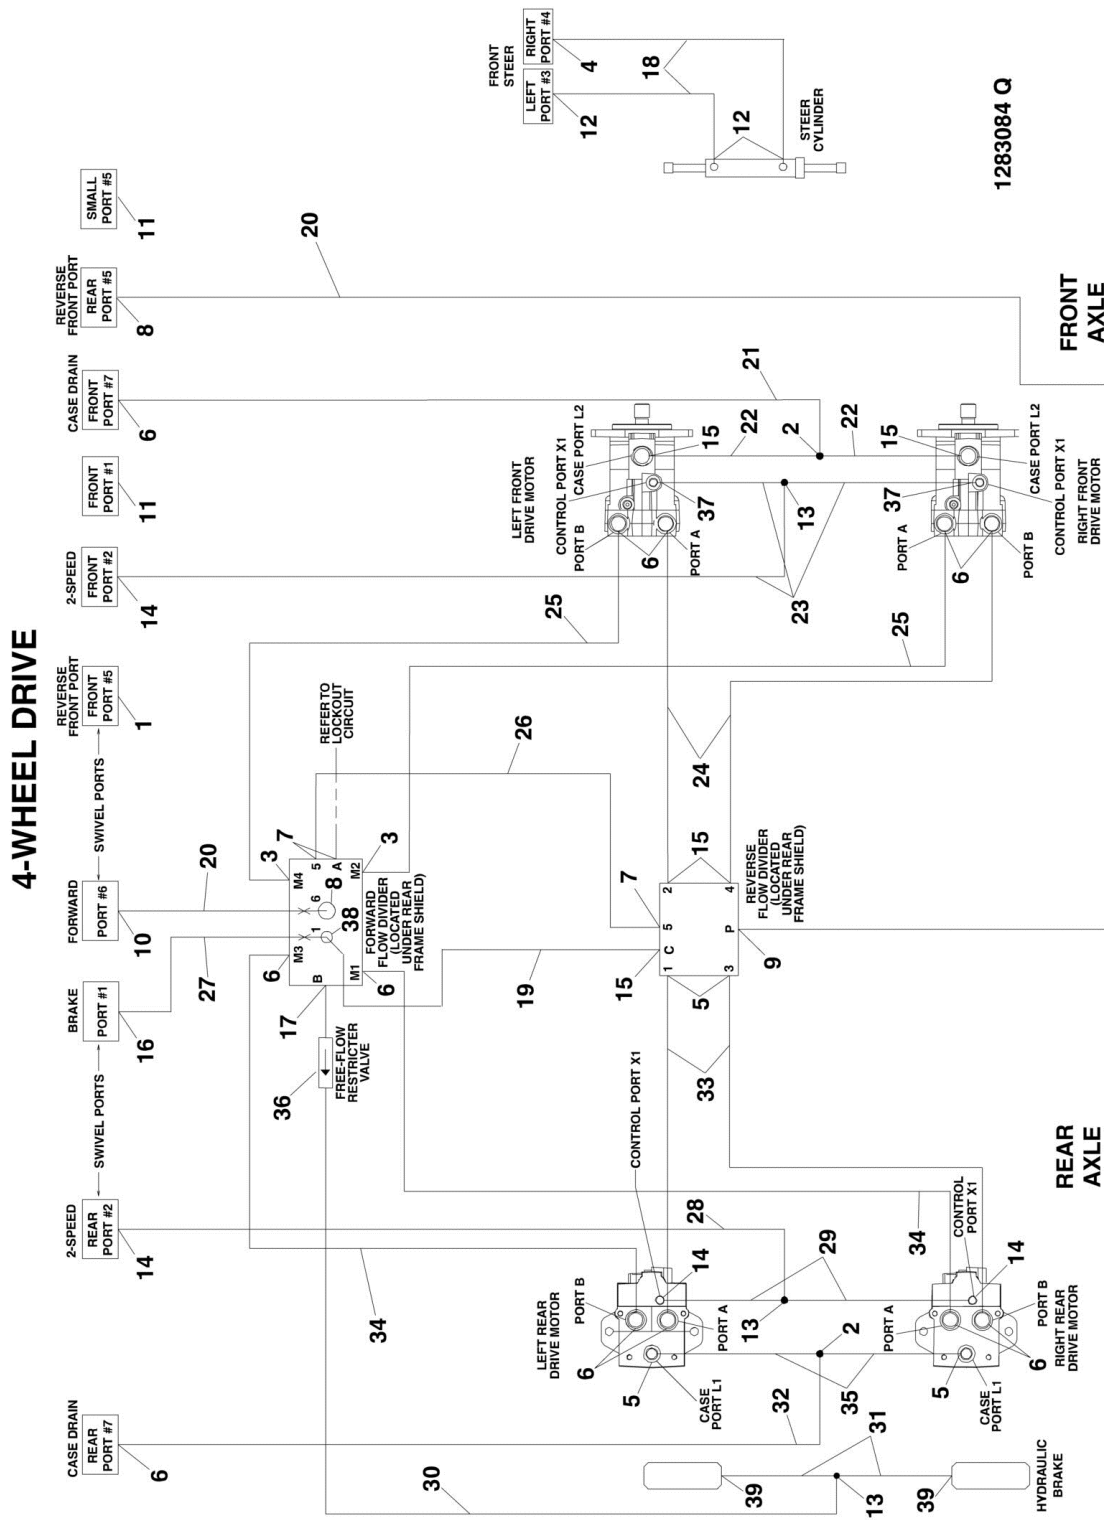 4-WHEEL DRIVE
CASE DRAIN
REAR
PORT #7
6
2-SPEED
REAR
PORT #2
14
SWIVEL PORTS
BRAKE
PORT #1
16
FORWARD
PORT #6
10
SWIVEL PORTS
REVERSE
FRONT PORT
FRONT
PORT #5
1
2-SPEED
FRONT
PORT #2
14
FRONT
PORT #1
11
CASE DRAIN
FRONT
PORT #7
6
REVERSE
FRONT PORT
REAR
PORT #5
8
SMALL
PORT #5
11
27
20
20
M3
1
6
M4
3
5
7
A
REFER TO
LOCKOUT
CIRCUIT
6
B
38
8
M1
M2
3
6
17
FORWARD
FLOW DIVIDER
(LOCATED
UNDER REAR
FRAME SHIELD)
36
FREE-FLOW
RESTRICTER
VALVE
34
30
26
25
19
28
25
FRONT
STEER
LEFT
PORT #3
RIGHT
PORT #4
12
4
18
12
STEER
CYLINDER
1283084 Q
LEFT REAR
DRIVE MOTOR
PORT B
CONTROL PORT X1
6
14
PORT A
5
CASE
PORT L1
13
29
2
35
32
31
39
13
39
HYDRAULIC
BRAKE
34
CONTROL
PORT X1
14
PORT A
PORT B
RIGHT REAR
DRIVE MOTOR
6
5
CASE
PORT L1
33
7
15
1
C
5
2
15
5
3
P
4
9
REVERSE
FLOW DIVIDER
(LOCATED
UNDER REAR
FRAME SHIELD)
24
LEFT FRONT
DRIVE MOTOR
PORT B
CONTROL PORT X1
CASE PORT L2
6
PORT A
37
15
22
2
22
21
13
23
37
15
PORT A
6
PORT B
CASE PORT L2
CONTROL PORT X1
RIGHT FRONT
DRIVE MOTOR
REAR
AXLE
FRONT
AXLE